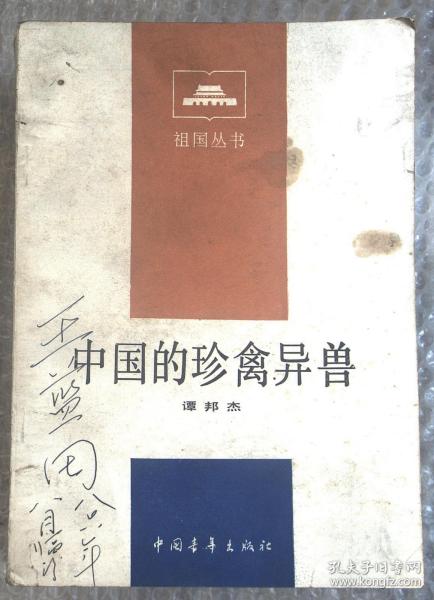 祖国丛书
中国的珍禽异兽
谭邦杰
中国青年出版社
孔夫子旧书网
www.kongfz.com